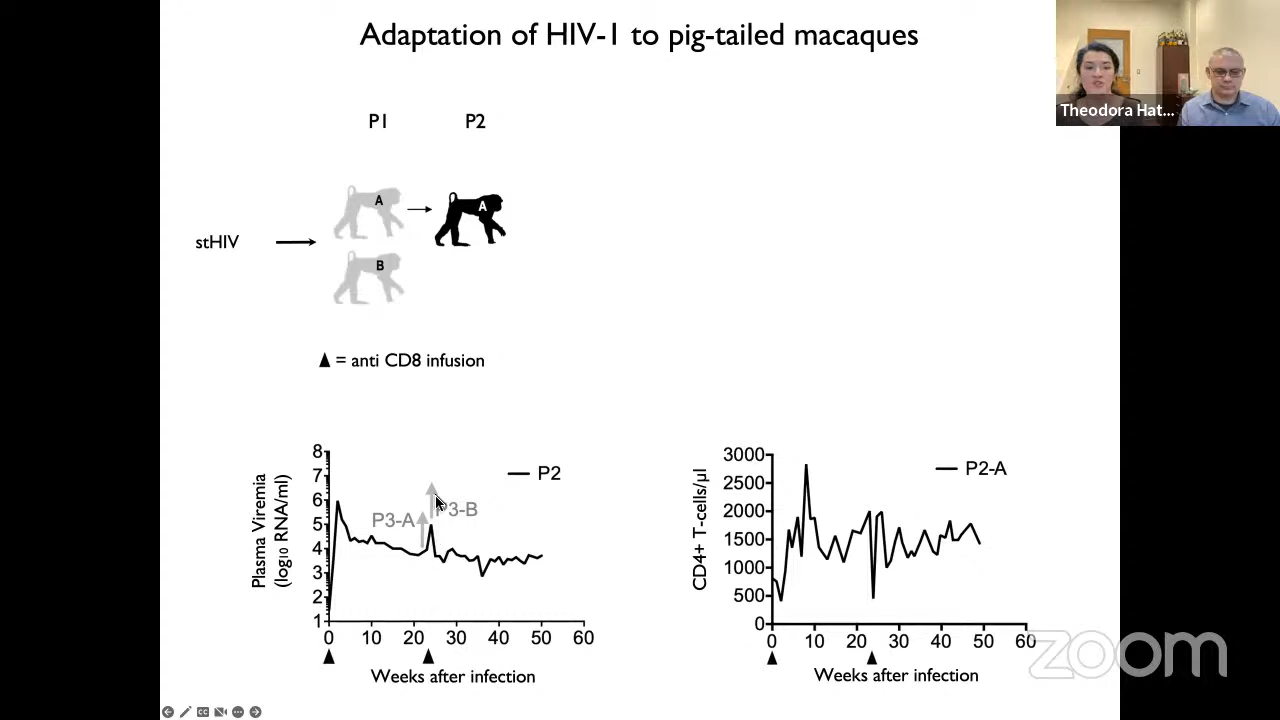 Adaptation of HIV-1 to pig-tailed macaques
Theodora Hat...
P1 P2
A A
stHIV
B
▲ = anti CD8 infusion
Plasma Viremia
(log10 RNA/ml)
8
7
6
5
4
3
2
1
P2
P3-A
P3-B
0 10 20 30 40 50 60
Weeks after infection
CD4+ T-cells/µl
3000
2500
2000
1500
1000
500
0
P2-A
0 10 20 30 40 50 60
Weeks after infection
zoom